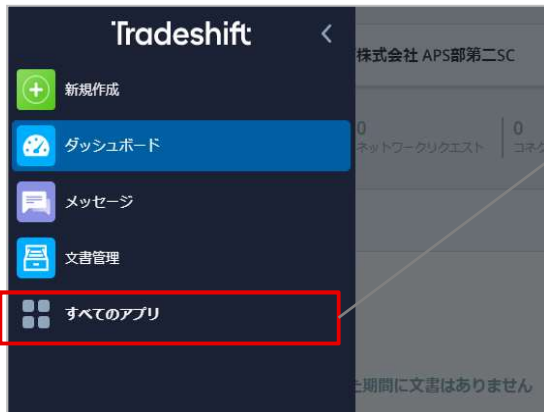 Tradeshift
株式会社 APS部第二SC
新規作成
ダッシュボード
0
ネットワークリクエスト
0
コネク
メッセージ
文書管理
すべてのアプリ
期間に文書はありません